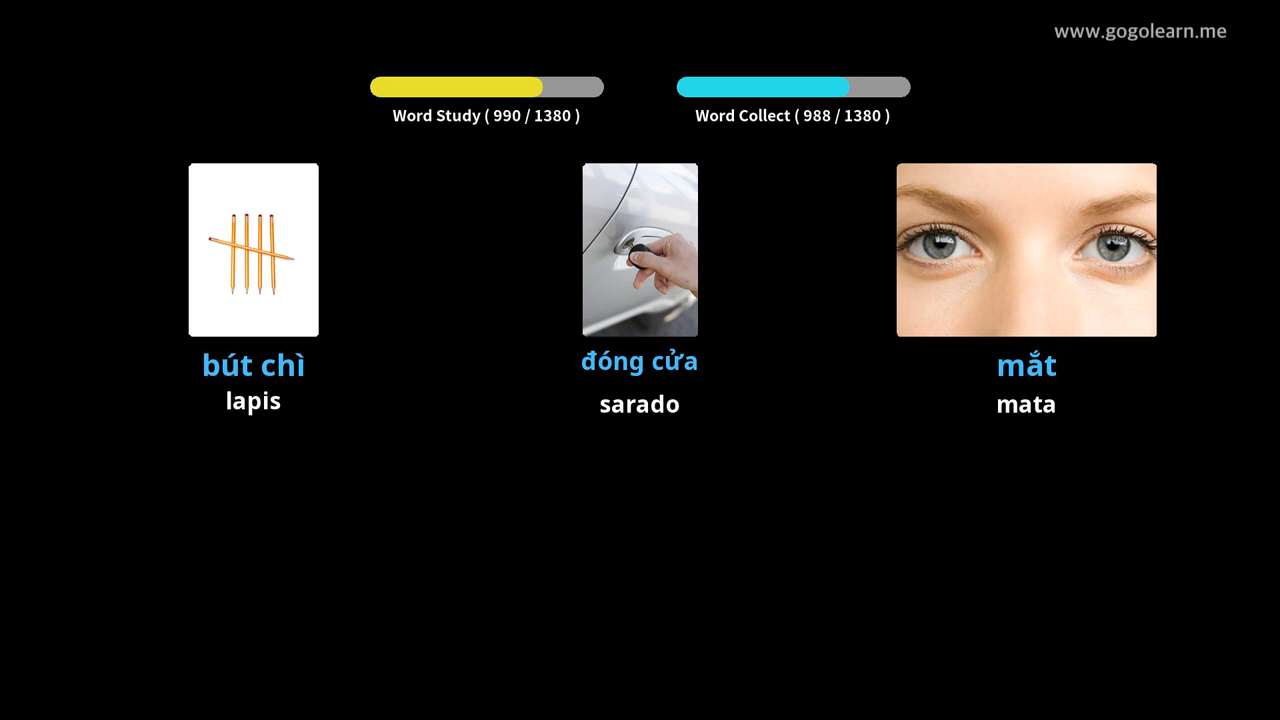 www.gogolearn.me
Word Study ( 990 / 1380 )
Word Collect ( 988 / 1380 )
bút chì
lapis
đóng cửa
sarado
mắt
mata